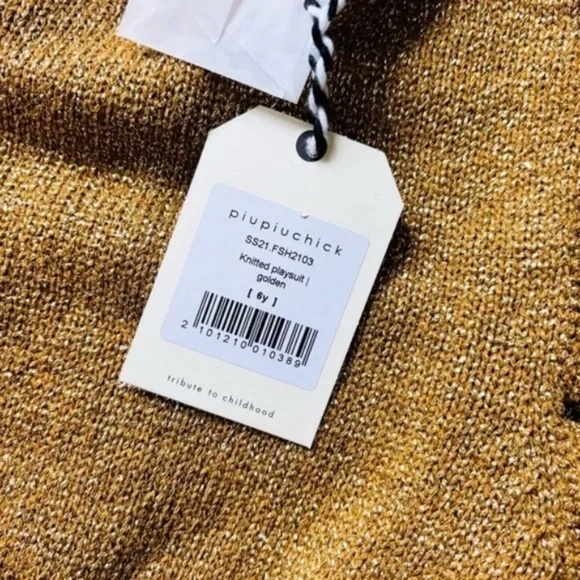 piupiuchick
SS21.FSH2103
Knitted playsuit |
golden
[ 6y ]
2 101210 010389
tribute to childhood